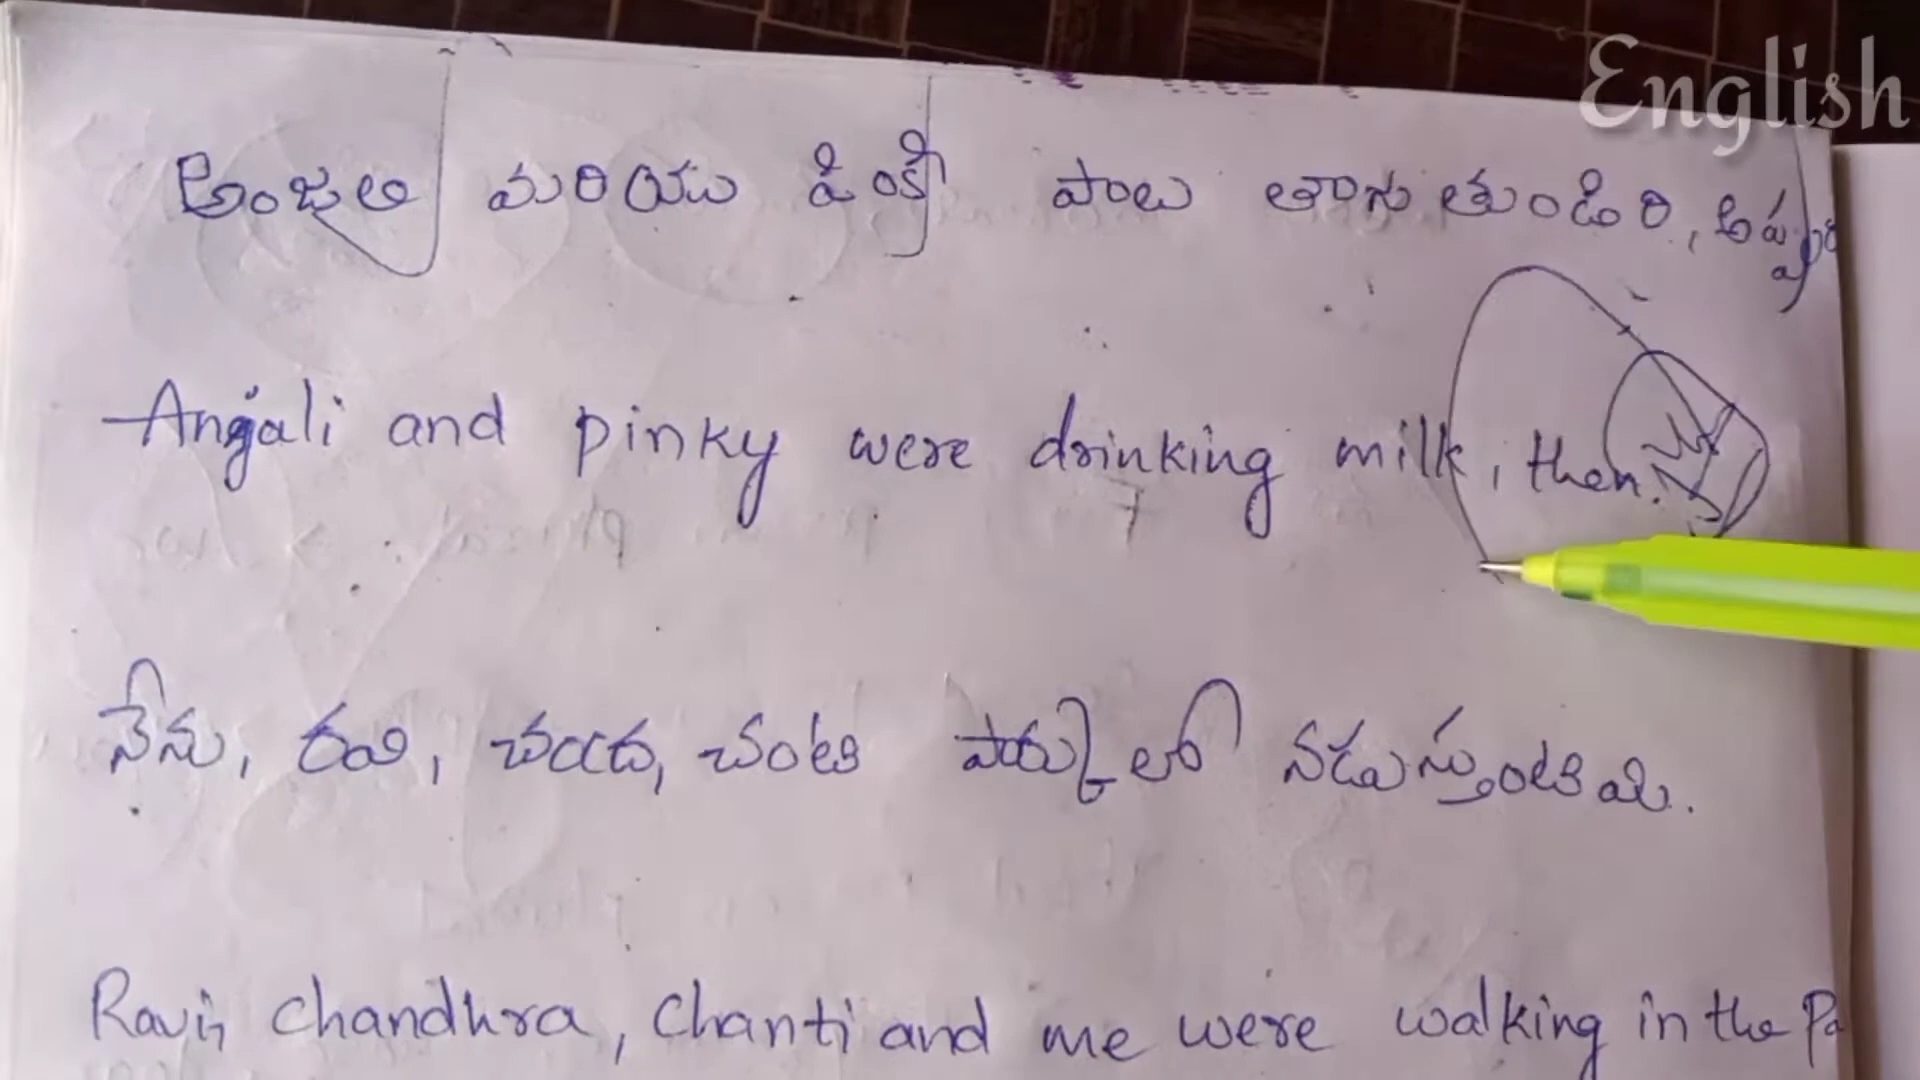 English
అంజలి మరియు పింకీ పాలు తాగుతుండిరి,
Angali and pinky were drinking milk, then
నేను, రవి, చంద్ర, చంటి పార్క్ లో నడుస్తుంటిమి.
Ravi, chandhra, chanti and me were walking in the Pa